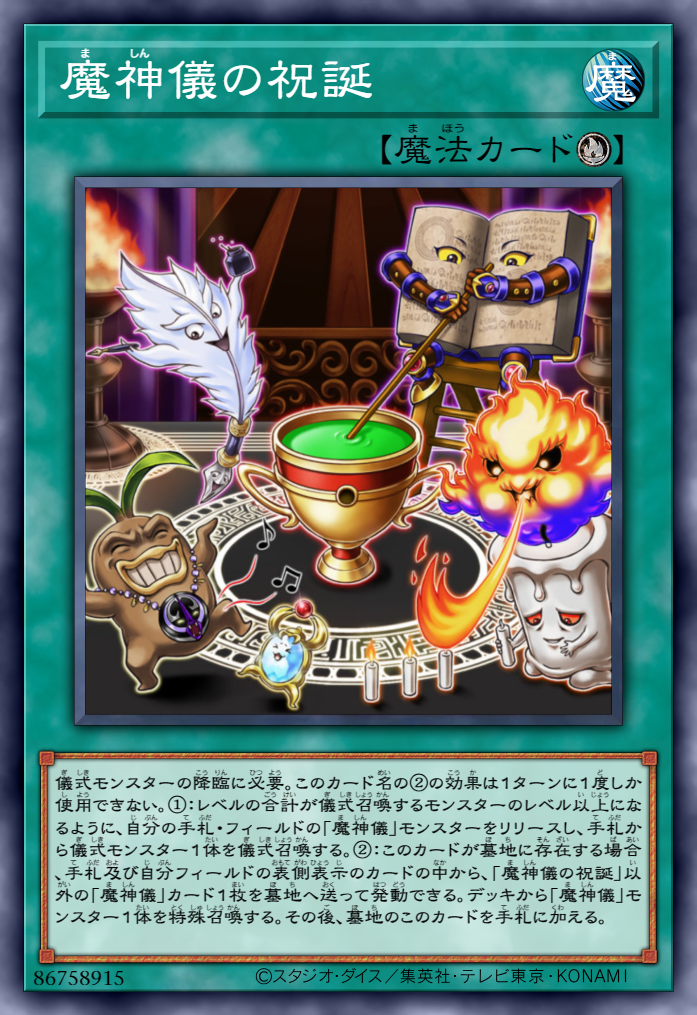 魔神儀の祝誕
魔
【魔法カード】
儀式モンスターの降臨に必要。このカード名の②の効果は1ターンに1度しか
使用できない。①:レベルの合計が儀式召喚するモンスターのレベル以上にな
るように、自分の手札・フィールドの「魔神儀」モンスターをリリースし、手札か
ら儀式モンスター1体を儀式召喚する。②:このカードが墓地に存在する場合
、手札及び自分フィールドの表側表示のカードの中から、「魔神儀の祝誕」以
外の「魔神儀」カード1枚を墓地へ送って発動できる。デッキから「魔神儀」モ
ンスター1体を特殊召喚する。その後、墓地のこのカードを手札に加える。
86758915 ©スタジオ・ダイス/集英社・テレビ東京・KONAMI